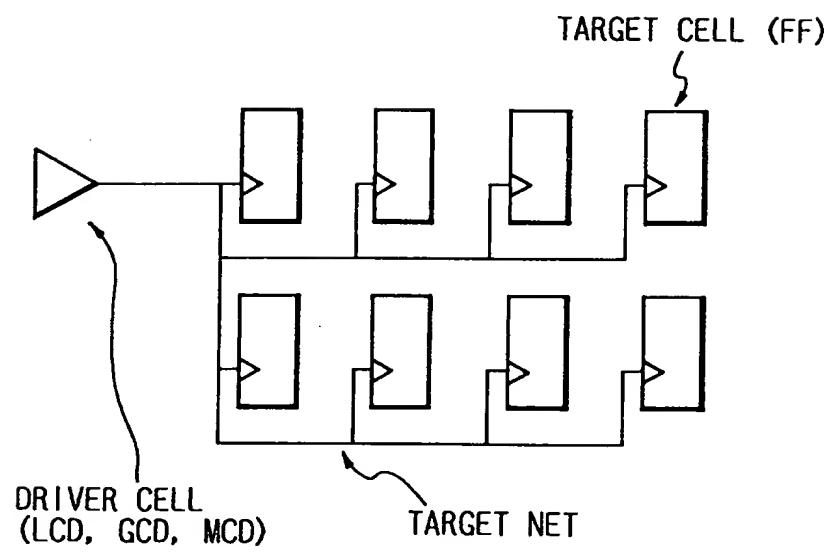 TARGET CELL (FF)
DRIVER CELL
(LCD, GCD, MCD)
TARGET NET